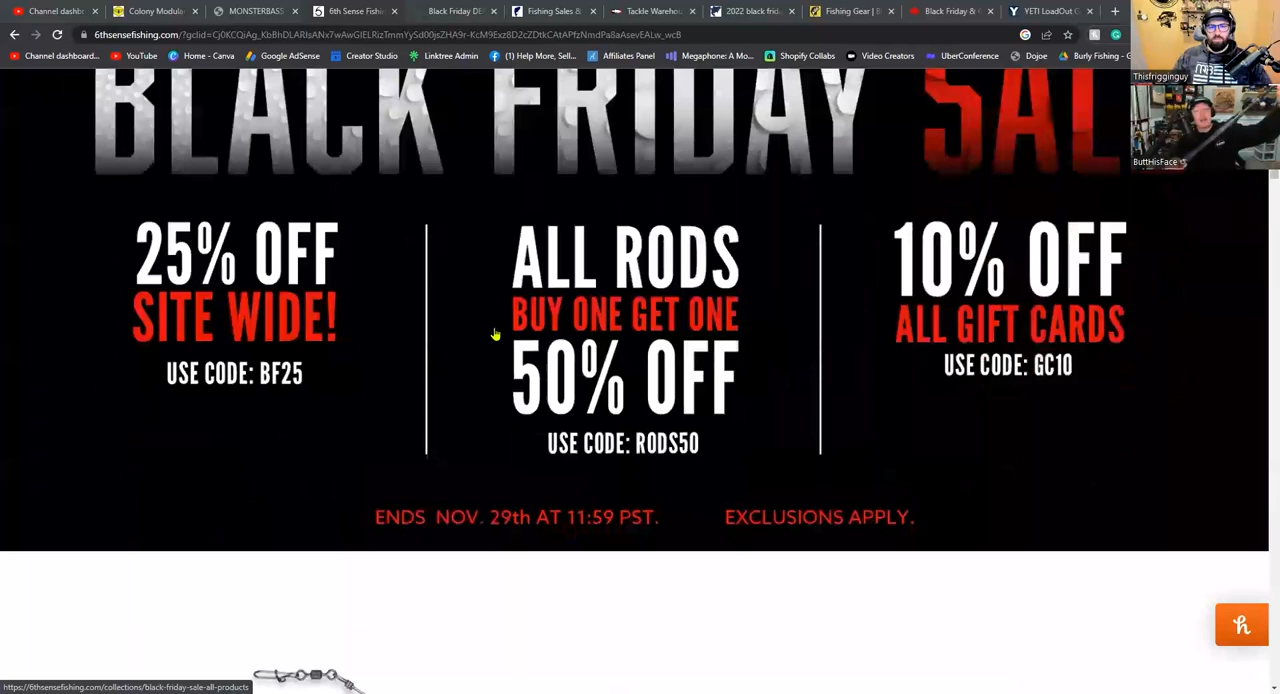 Channel dashb
Colony Modula
MONSTERBASS
6th Sense Fishi
Black Friday DE
Fishing Sales &
Tackle Warehou
2022 black frid
Fishing Gear | B
Black Friday &
YETI LoadOut G
6thsensefishing.com/?gclid=Cj0KCQiAg_KbBhDLARIsANx7wAwGIELRizTmmYySd00jsZHA9r-KcM9Exz8D2cZDtkCAtAPfzNmdPa8aAsevEALw_wcB
Channel dashboard...
YouTube
Home - Canva
Google AdSense
Creator Studio
Linktree Admin
(1) Help More, Sell...
Affiliates Panel
Megaphone: A Mo...
Shopify Collabs
Video Creators
UberConference
Dojoe
Burly Fishing - G
Thisfrigginguy
ButtHisFace
BLACK FRIDAY SAL
25% OFF
SITE WIDE!
USE CODE: BF25
ALL RODS
BUY ONE GET ONE
50% OFF
USE CODE: RODS50
10% OFF
ALL GIFT CARDS
USE CODE: GC10
ENDS NOV. 29th AT 11:59 PST. EXCLUSIONS APPLY.
https://6thsensefishing.com/collections/black-friday-sale-all-products